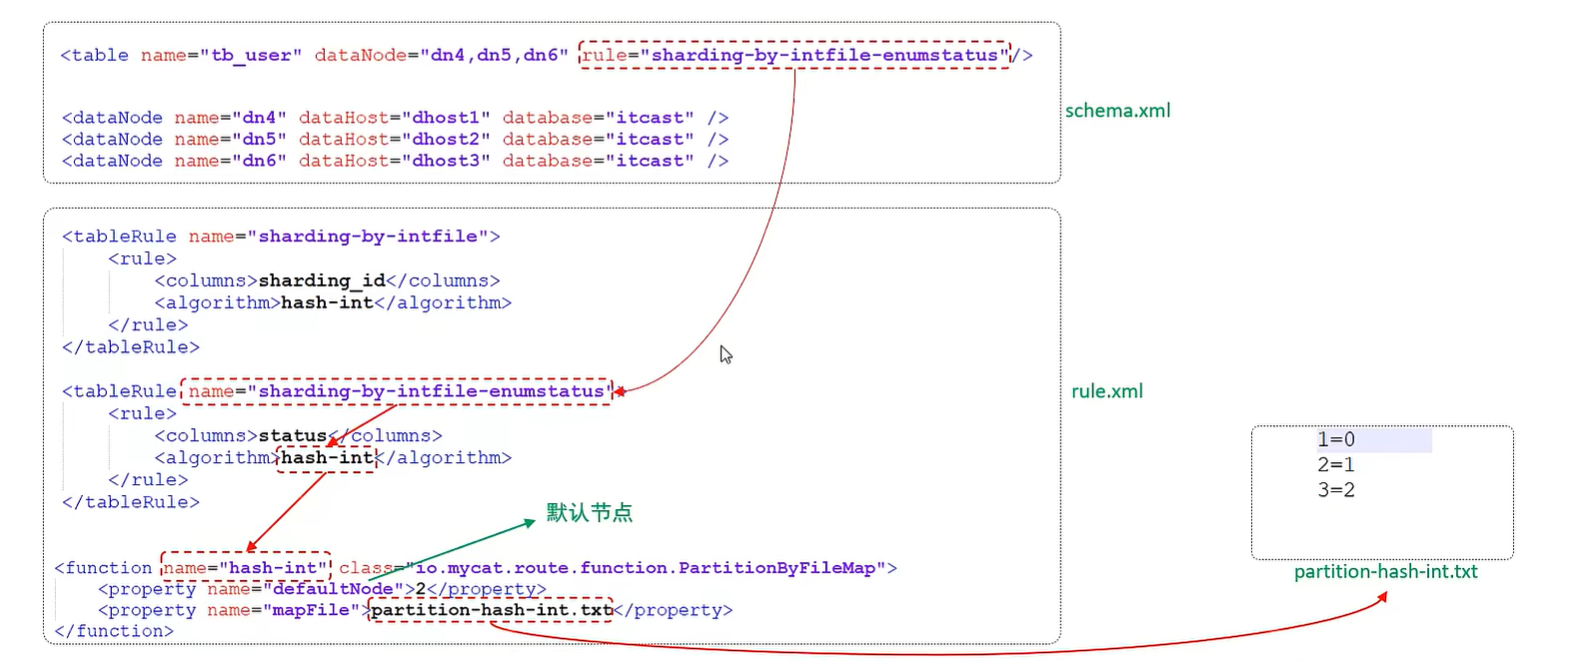 <table name="tb_user" dataNode="dn4,dn5,dn6" rule="sharding-by-intfile-enumstatus"/>
<dataNode name="dn4" dataHost="dhost1" database="itcast" />
<dataNode name="dn5" dataHost="dhost2" database="itcast" />
<dataNode name="dn6" dataHost="dhost3" database="itcast" />
schema.xml
<tableRule name="sharding-by-intfile">
<rule>
<columns>sharding_id</columns>
<algorithm>hash-int</algorithm>
</rule>
</tableRule>
<tableRule name="sharding-by-intfile-enumstatus">
<rule>
<columns>status</columns>
<algorithm>hash-int</algorithm>
</rule>
</tableRule>
默认节点
<function name="hash-int" class="io.mycat.route.function.PartitionByFileMap">
<property name="defaultNode">2</property>
<property name="mapFile">partition-hash-int.txt</property>
</function>
rule.xml
1=0
2=1
3=2
partition-hash-int.txt